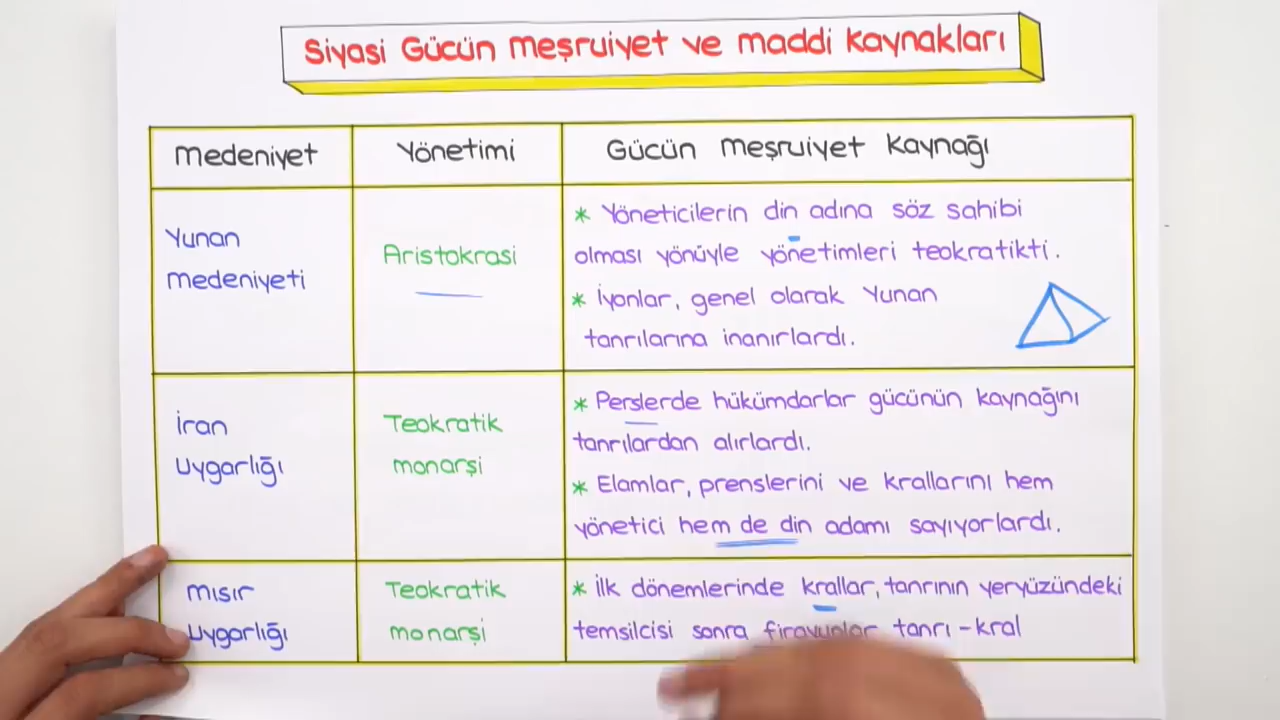 Siyasi Gücün meşruiyet ve maddi Kaynakları
Medeniyet
Yönetimi
Gücün meşruiyet Kaynağı
Yunan
medeniyeti
Aristokrasi
* Yöneticilerin din adına söz sahibi
olması yönüyle yönetimleri teokratikti.
* İyonlar, genel olarak Yunan
tanrılarına inanırlardı.
İran
Uygarlığı
Teokratik
monarşi
* Perslerde hükümdarlar gücünün kaynağını
tanrılardan alırlardı.
* Elamlar, prenslerini ve krallarını hem
yönetici hem de din adamı sayıyorlardı.
mısır
Uygarlığı
Teokratik
monarşi
* İlk dönemlerinde krallar, tanrının yeryüzündeki
temsilcisi sonra firavunlar tanrı-kral